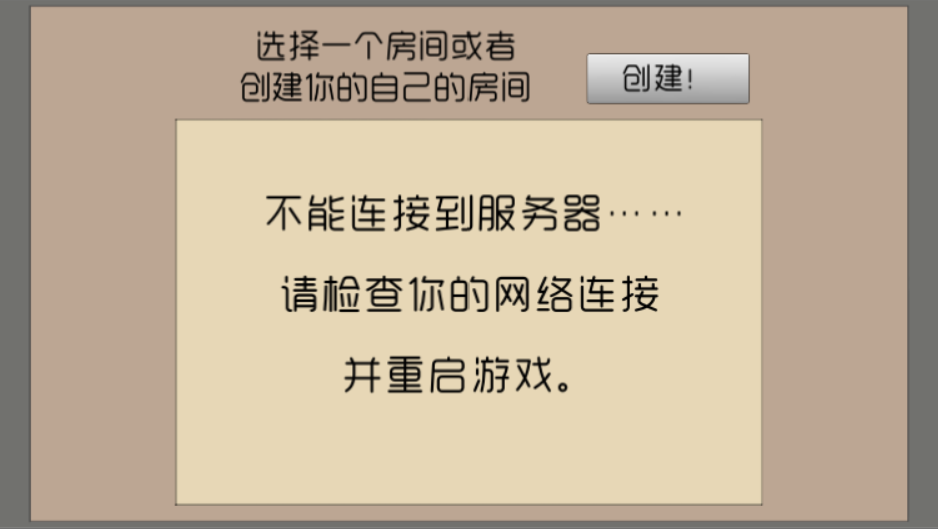 选择一个房间或者
创建你的自己的房间
创建!
不能连接到服务器……
请检查你的网络连接
并重启游戏。